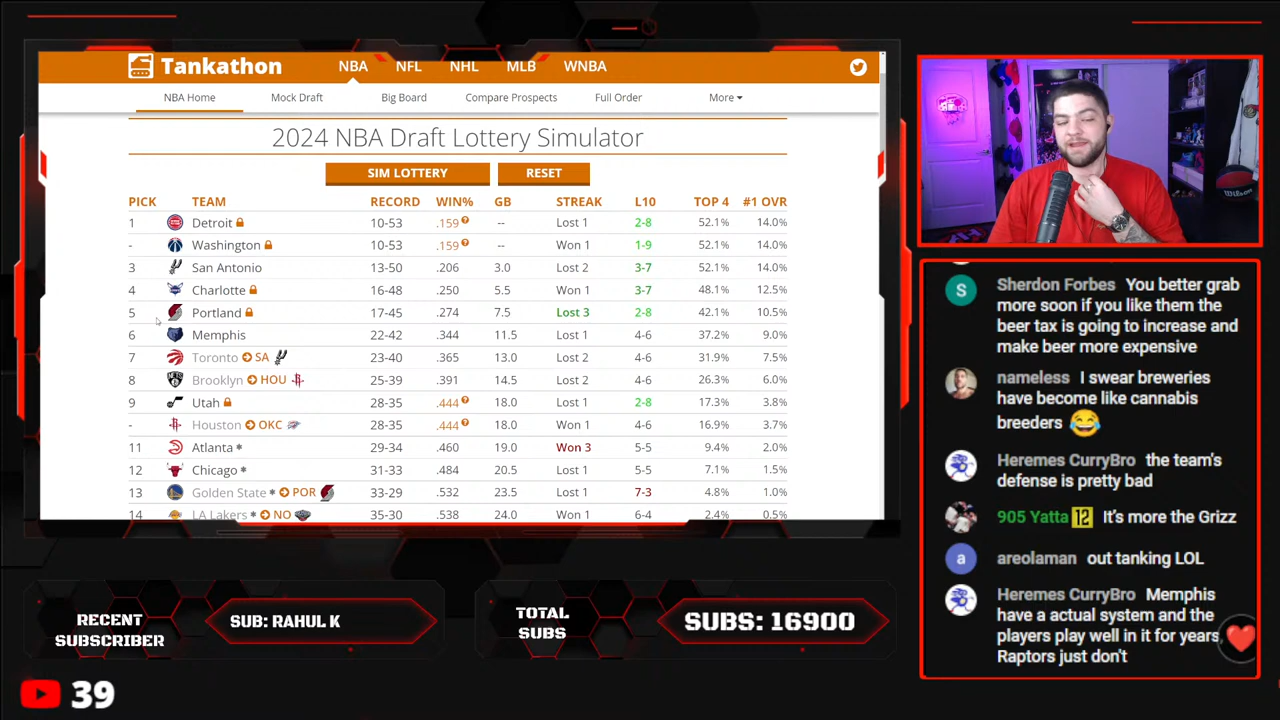 Tankathon
NBA NFL NHL MLB WNBA
NBA Home Mock Draft Big Board Compare Prospects Full Order More
2024 NBA Draft Lottery Simulator
SIM LOTTERY RESET
PICK TEAM RECORD WIN% GB STREAK L10 TOP 4 #1 OVR
1 Detroit 10-53 .159 -- Lost 1 2-8 52.1% 14.0%
- Washington 10-53 .159 -- Won 1 1-9 52.1% 14.0%
3 San Antonio 13-50 .206 3.0 Lost 2 3-7 52.1% 14.0%
4 Charlotte 16-48 .250 5.5 Won 1 3-7 48.1% 12.5%
5 Portland 17-45 .274 7.5 Lost 3 2-8 42.1% 10.5%
6 Memphis 22-42 .344 11.5 Lost 1 4-6 37.2% 9.0%
7 Toronto SA 23-40 .365 13.0 Lost 2 4-6 31.9% 7.5%
8 Brooklyn HOU 25-39 .391 14.5 Lost 2 4-6 26.3% 6.0%
9 Utah 28-35 .444 18.0 Lost 1 2-8 17.3% 3.8%
- Houston OKC 28-35 .444 18.0 Won 1 4-6 16.9% 3.7%
11 Atlanta * 29-34 .460 19.0 Won 3 5-5 9.4% 2.0%
12 Chicago * 31-33 .484 20.5 Lost 1 5-5 7.1% 1.5%
13 Golden State * POR 33-29 .532 23.5 Lost 1 7-3 4.8% 1.0%
14 LA Lakers * NO 35-30 .538 24.0 Won 1 6-4 2.4% 0.5%
S Sherdon Forbes You better grab
more soon if you like them the
beer tax is going to increase and
make beer more expensive
nameless I swear breweries
have become like cannabis
breeders 😂
Heremes CurryBro the team's
defense is pretty bad
905 Yatta 12 It's more the Grizz
a areolaman out tanking LOL
Heremes CurryBro Memphis
have a actual system and the
players play well in it for years,
Raptors just don't
RECENT
SUBSCRIBER
SUB: RAHUL K
TOTAL
SUBS
SUBS: 16900
39